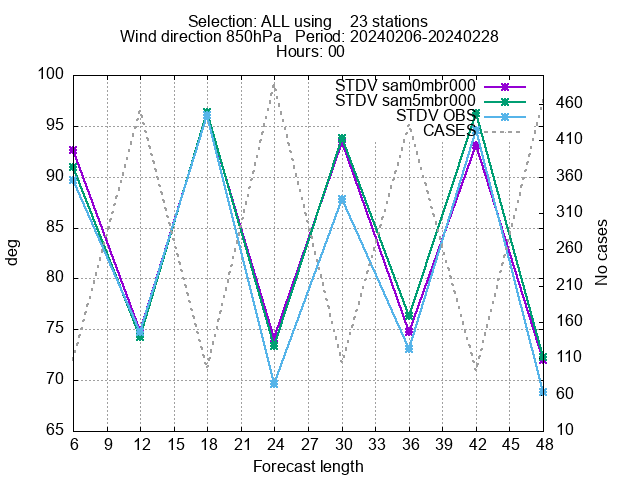 Selection: ALL using    23 stations
Wind direction 850hPa   Period: 20240206-20240228
Hours: 00
STDV sam0mbr000
STDV sam5mbr000
STDV OBS
CASES
100
95
90
85
80
75
70
65
deg
460
410
360
310
260
210
160
110
60
10
No cases
6 9 12 15 18 21 24 27 30 33 36 39 42 45 48
Forecast length